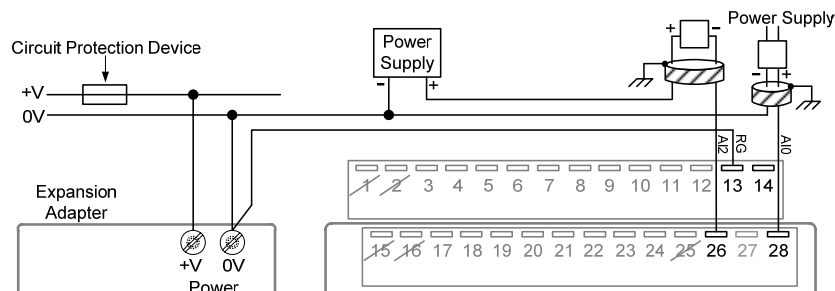 Power Supply
Circuit Protection Device
Power
Supply
+ -
- +
- +
+V
0V
AI2 RG AI0
1 2 3 4 5 6 7 8 9 10 11 12 13 14
Expansion
Adapter
15 16 17 18 19 20 21 22 23 24 25 26 27 28
+V 0V
Power